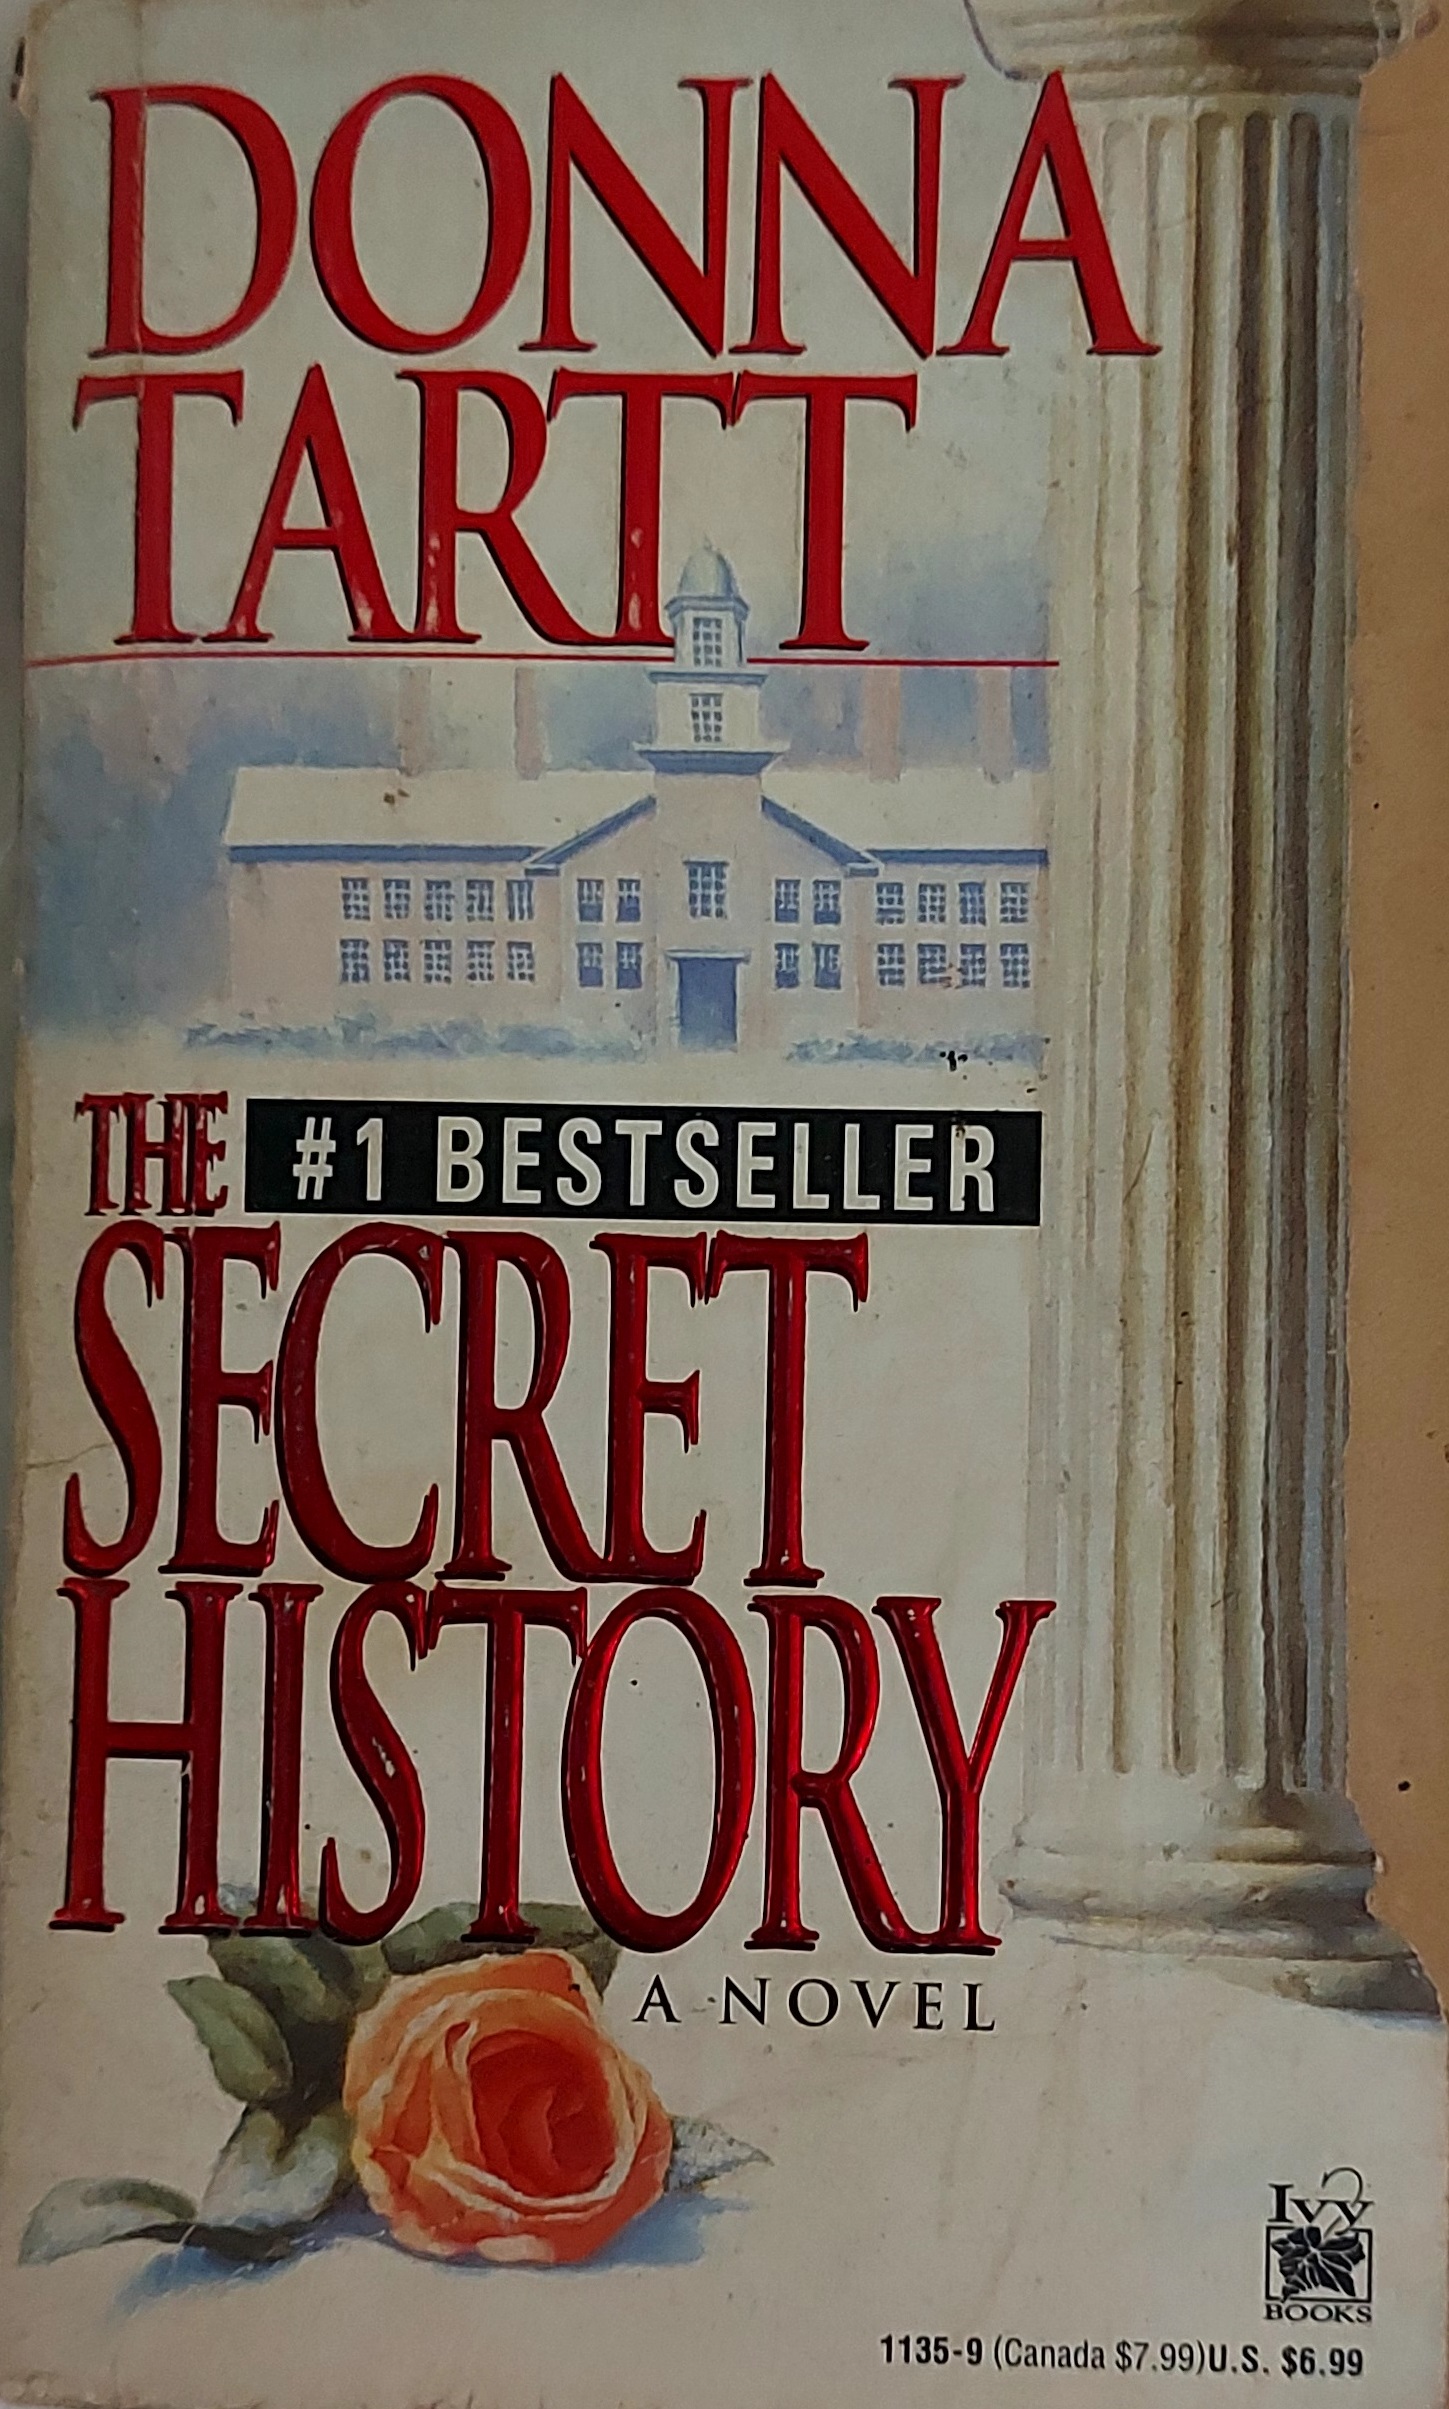 DONNA
TARTT
THE #1 BESTSELLER
SECRET
HISTORY
A NOVEL
Ivy
BOOKS
1135-9 (Canada $7.99) U.S. $6.99